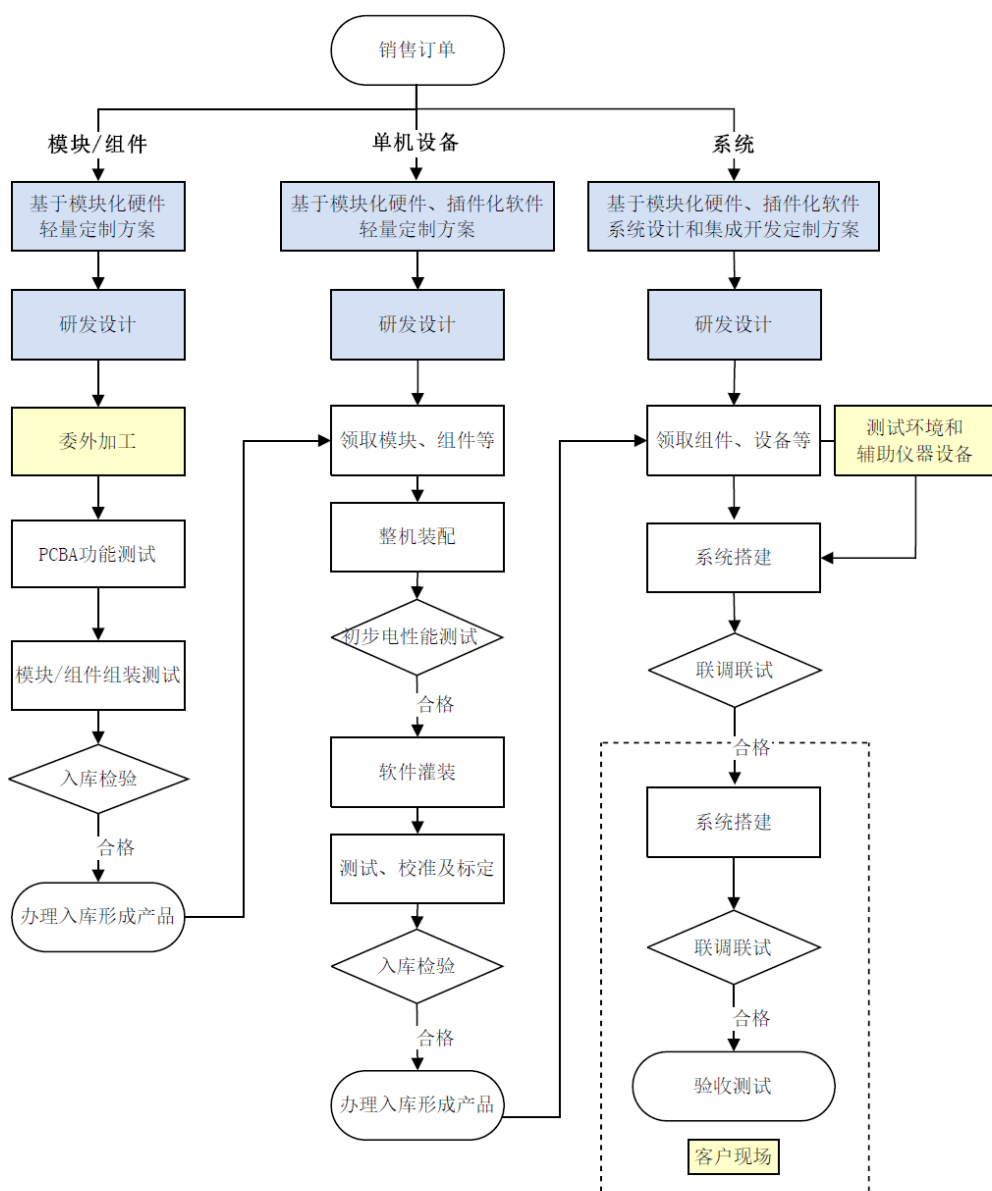 销售订单
模块/组件
单机设备
系统
基于模块化硬件
轻量定制方案
基于模块化硬件、插件化软件
轻量定制方案
基于模块化硬件、插件化软件
系统设计和集成开发定制方案
研发设计
研发设计
研发设计
委外加工
领取模块、组件等
领取组件、设备等
测试环境和
辅助仪器设备
PCBA功能测试
整机装配
系统搭建
模块/组件组装测试
初步电性能测试
联调联试
合格
合格
入库检验
软件灌装
系统搭建
合格
测试、校准及标定
办理入库形成产品
入库检验
联调联试
合格
合格
办理入库形成产品
验收测试
客户现场